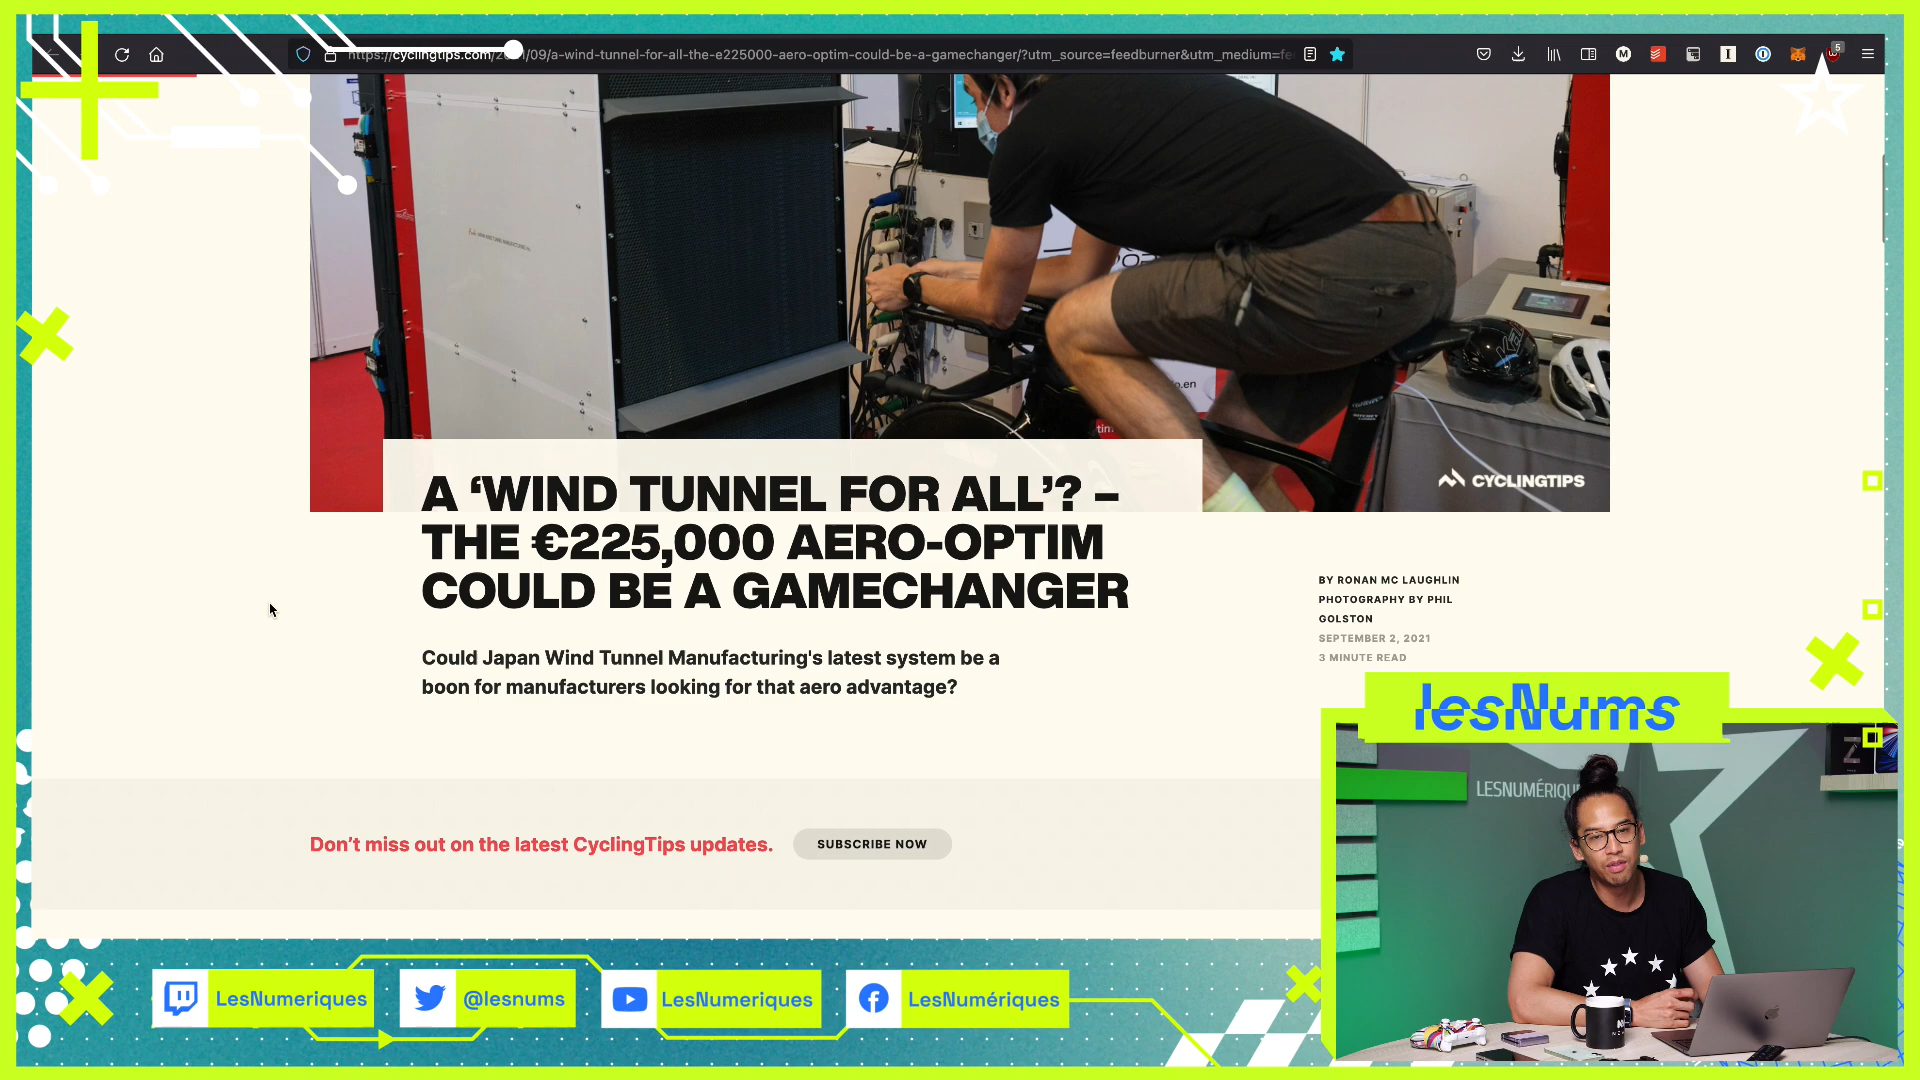 https://cyclingtips.com/2021/09/a-wind-tunnel-for-all-the-e225000-aero-optim-could-be-a-gamechanger/?utm_source=feedburner&utm_medium=fe
5
CYCLINGTIPS
A ‘WIND TUNNEL FOR ALL’? –
THE €225,000 AERO-OPTIM
COULD BE A GAMECHANGER
Could Japan Wind Tunnel Manufacturing's latest system be a
boon for manufacturers looking for that aero advantage?
BY RONAN MC LAUGHLIN
PHOTOGRAPHY BY PHIL
GOLSTON
SEPTEMBER 2, 2021
3 MINUTE READ
Don’t miss out on the latest CyclingTips updates.
SUBSCRIBE NOW
lesNums
LESNUMÉRIQU
LesNumeriques
@lesnums
LesNumeriques
LesNumériques